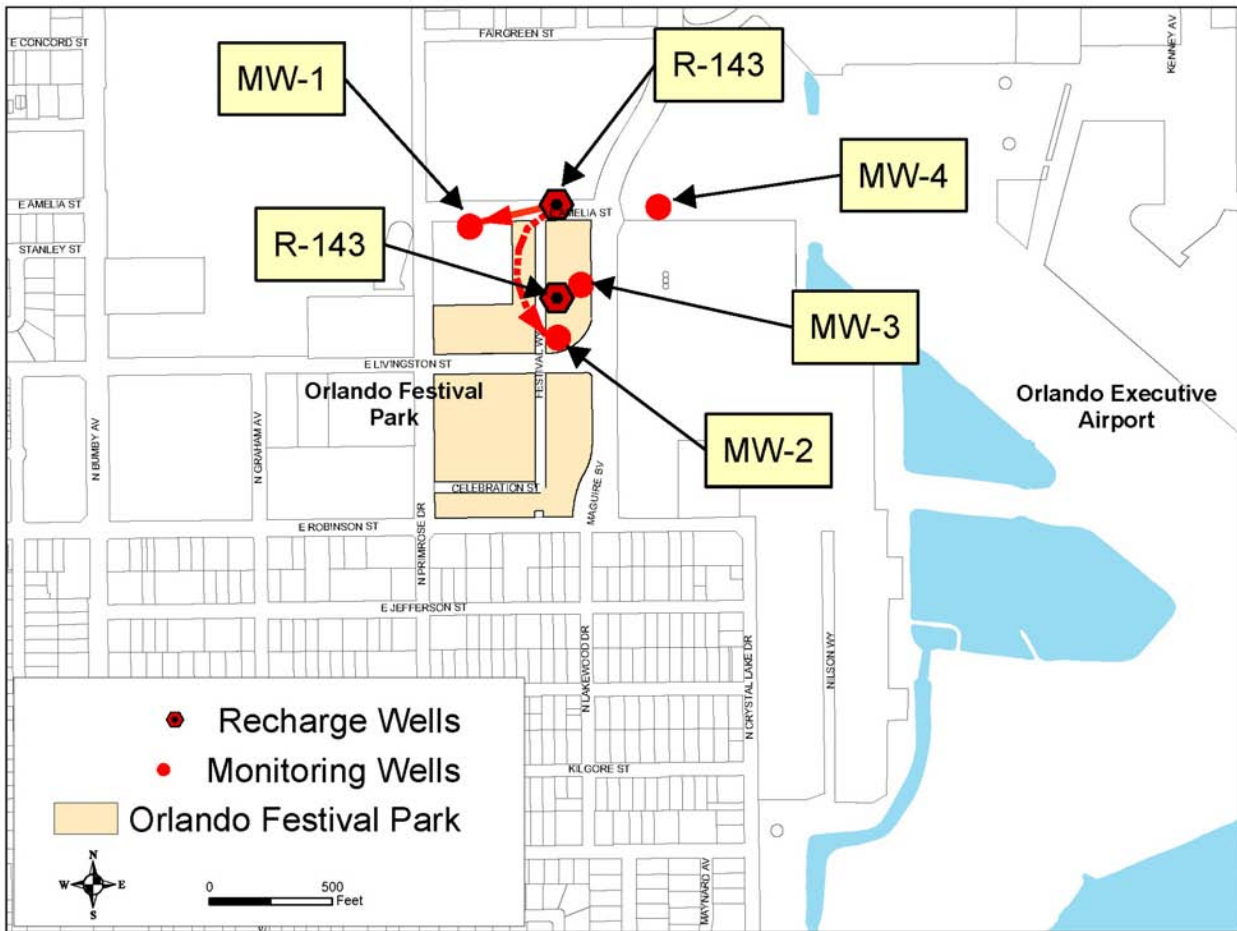 E CONCORD ST
FAIRGREEN ST
KENNEY AV
MW-1
R-143
MW-4
E AMELIA ST
AMELIA ST
STANLEY ST
R-143
MW-3
E LIVINGSTON ST
FESTIVAL WY
Orlando Festival
Park
Orlando Executive
Airport
MW-2
N BUMBY AV
N GRAHAM AV
CELEBRATION ST
MAGUIRE BV
E ROBINSON ST
N PRIMROSE DR
E JEFFERSON ST
N LAKEWOOD DR
N CRYSTAL LAKE DR
NILSON WY
Recharge Wells
Monitoring Wells
KILGORE ST
Orlando Festival Park
N
W
E
S
0
500
Feet
MAYNARD AV